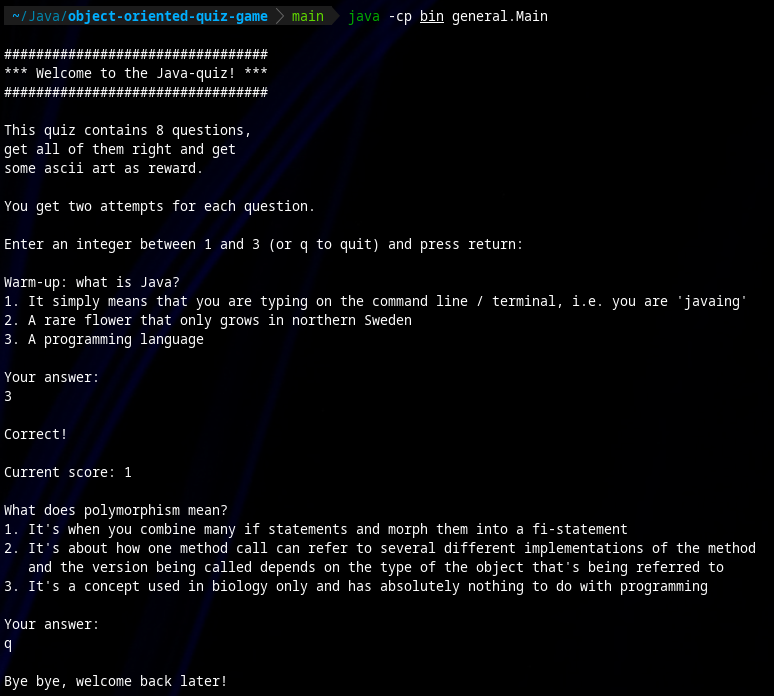 ~/Java/object-oriented-quiz-game main java -cp bin general.Main
#################################
*** Welcome to the Java-quiz! ***
#################################
This quiz contains 8 questions,
get all of them right and get
some ascii art as reward.
You get two attempts for each question.
Enter an integer between 1 and 3 (or q to quit) and press return:
Warm-up: what is Java?
1. It simply means that you are typing on the command line / terminal, i.e. you are 'javaing'
2. A rare flower that only grows in northern Sweden
3. A programming language
Your answer:
3
Correct!
Current score: 1
What does polymorphism mean?
1. It's when you combine many if statements and morph them into a fi-statement
2. It's about how one method call can refer to several different implementations of the method
and the version being called depends on the type of the object that's being referred to
3. It's a concept used in biology only and has absolutely nothing to do with programming
Your answer:
q
Bye bye, welcome back later!